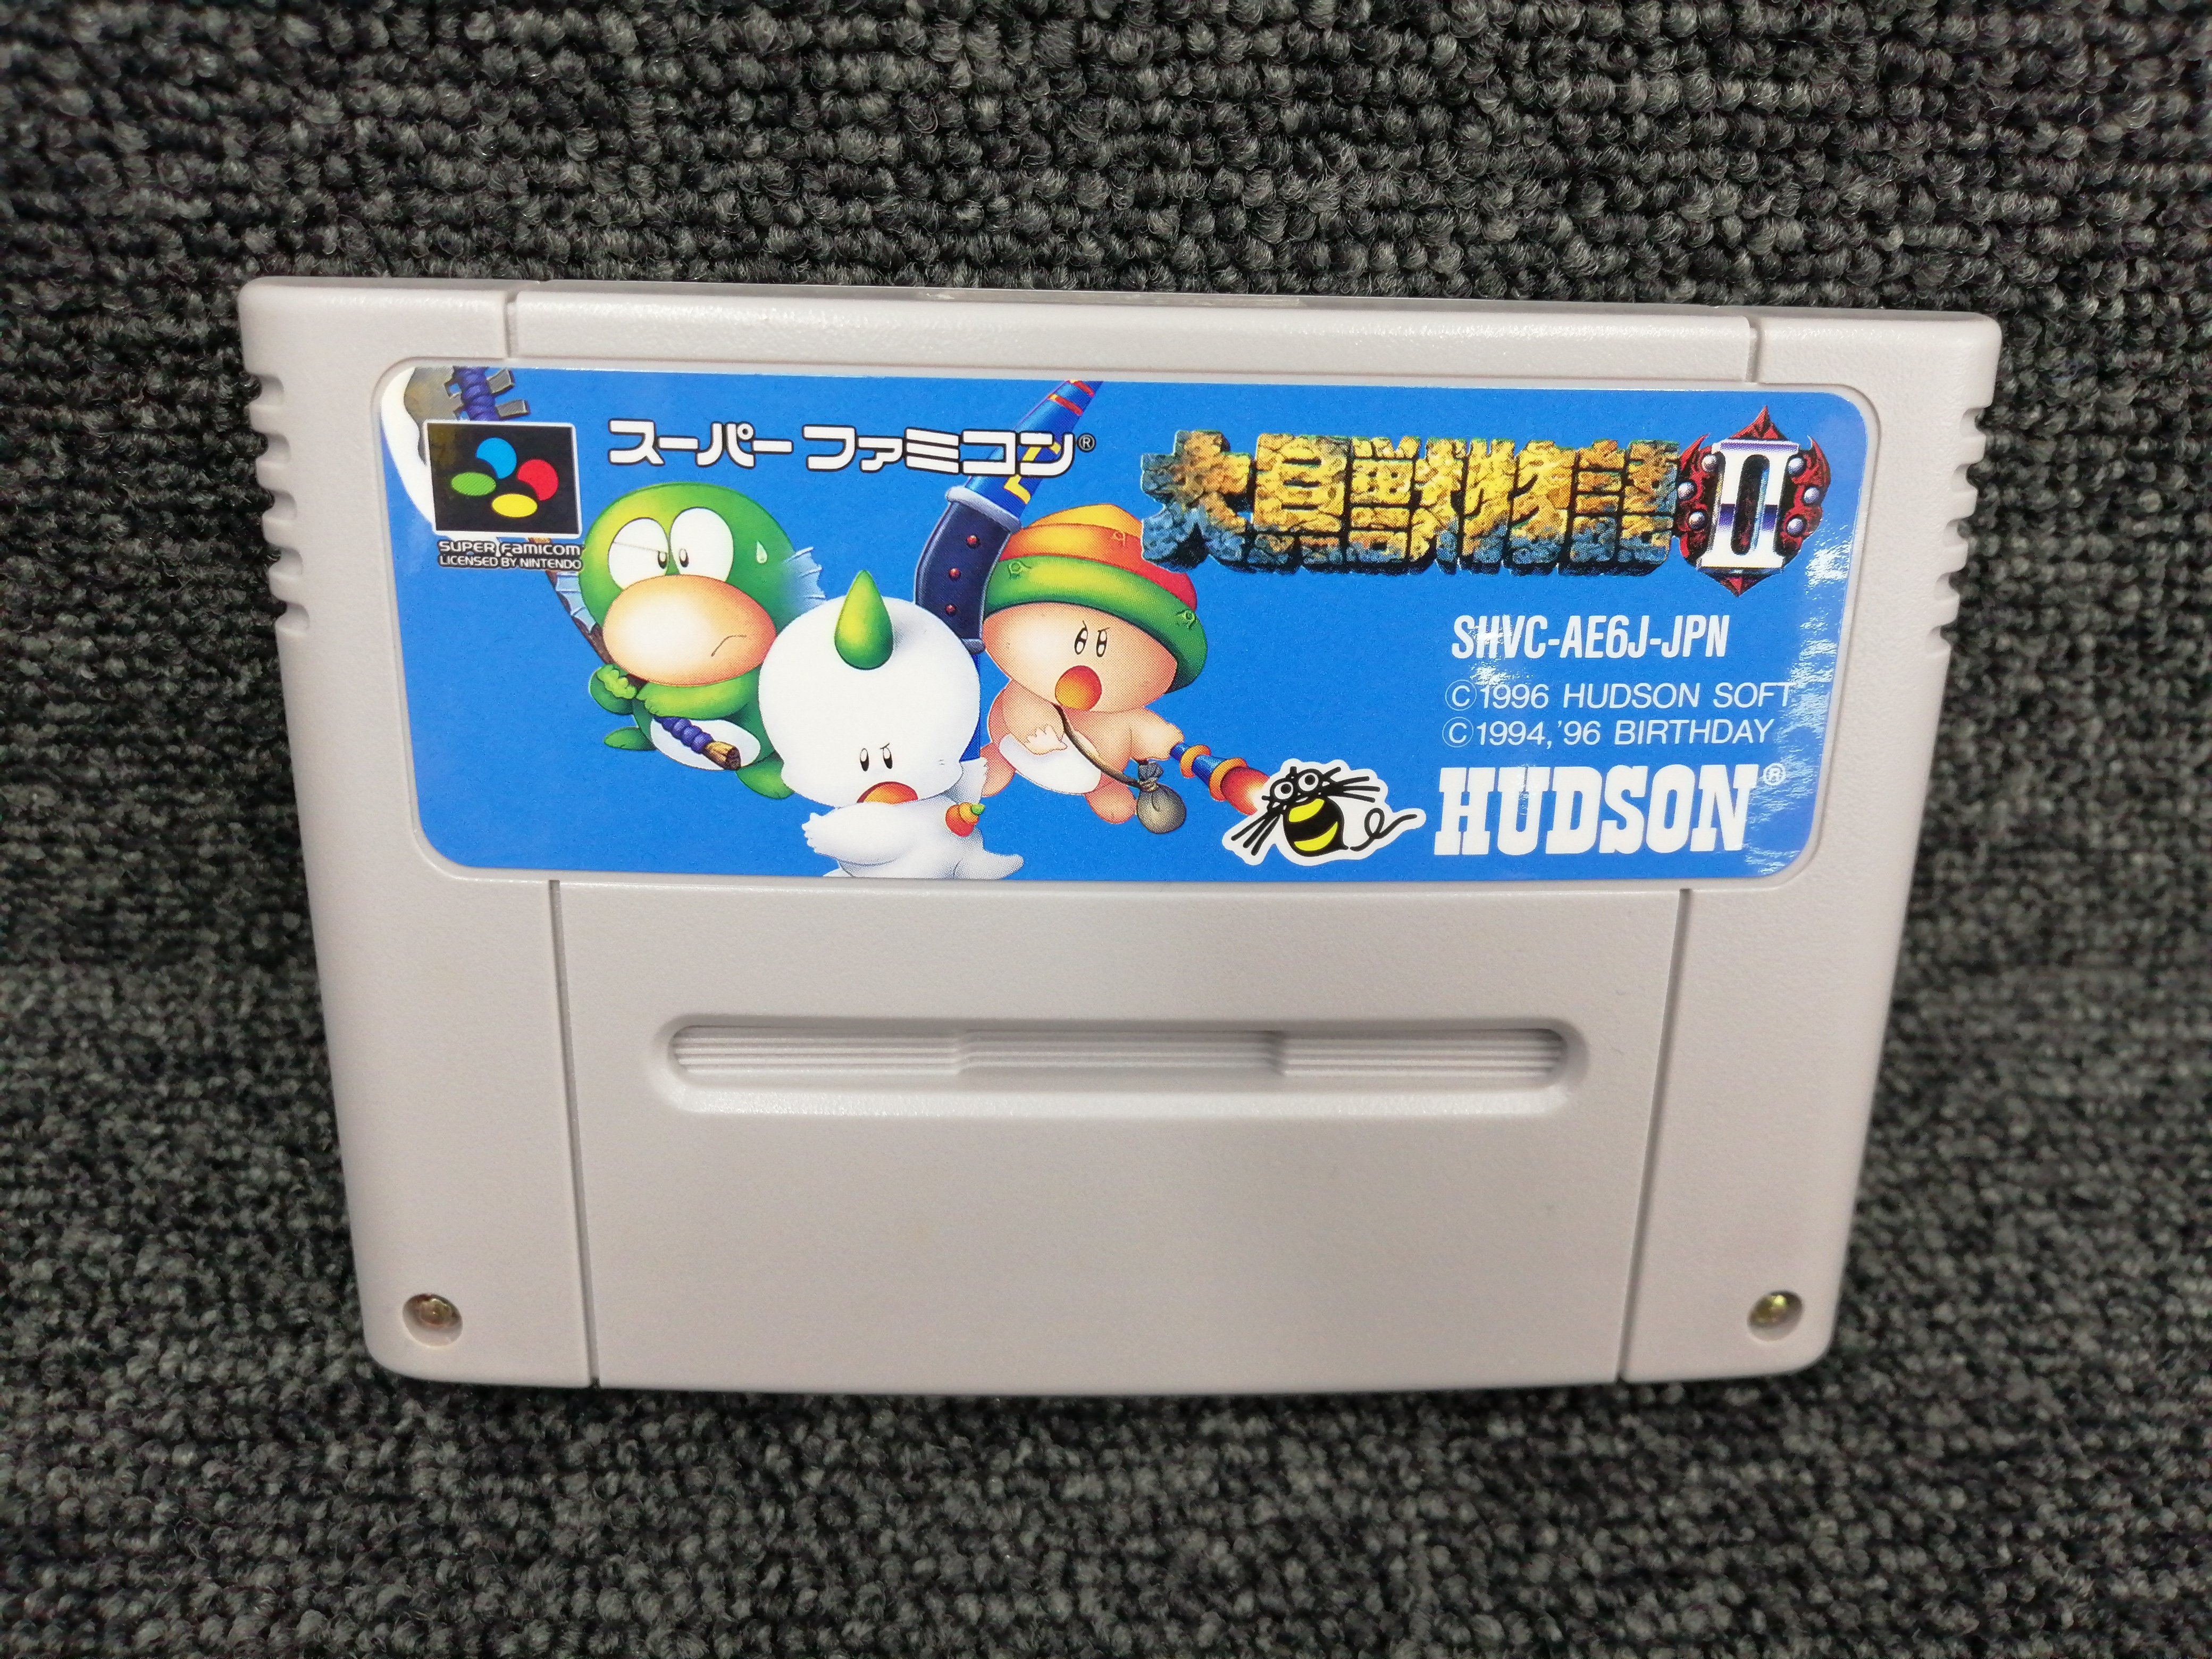 スーパーファミコン®
大貝獣物語II
SUPER FAMICOM
LICENSED BY NINTENDO
SHVC-AE6J-JPN
©1996 HUDSON SOFT
©1994,'96 BIRTHDAY
HUDSON®